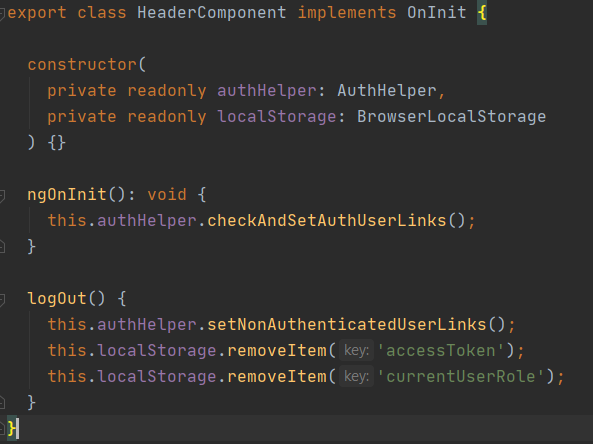 export class HeaderComponent implements OnInit {
constructor(
private readonly authHelper: AuthHelper,
private readonly localStorage: BrowserLocalStorage
) {}
ngOnInit(): void {
this.authHelper.checkAndSetAuthUserLinks();
}
logOut() {
this.authHelper.setNonAuthenticatedUserLinks();
this.localStorage.removeItem( key: 'accessToken');
this.localStorage.removeItem( key: 'currentUserRole');
}
}